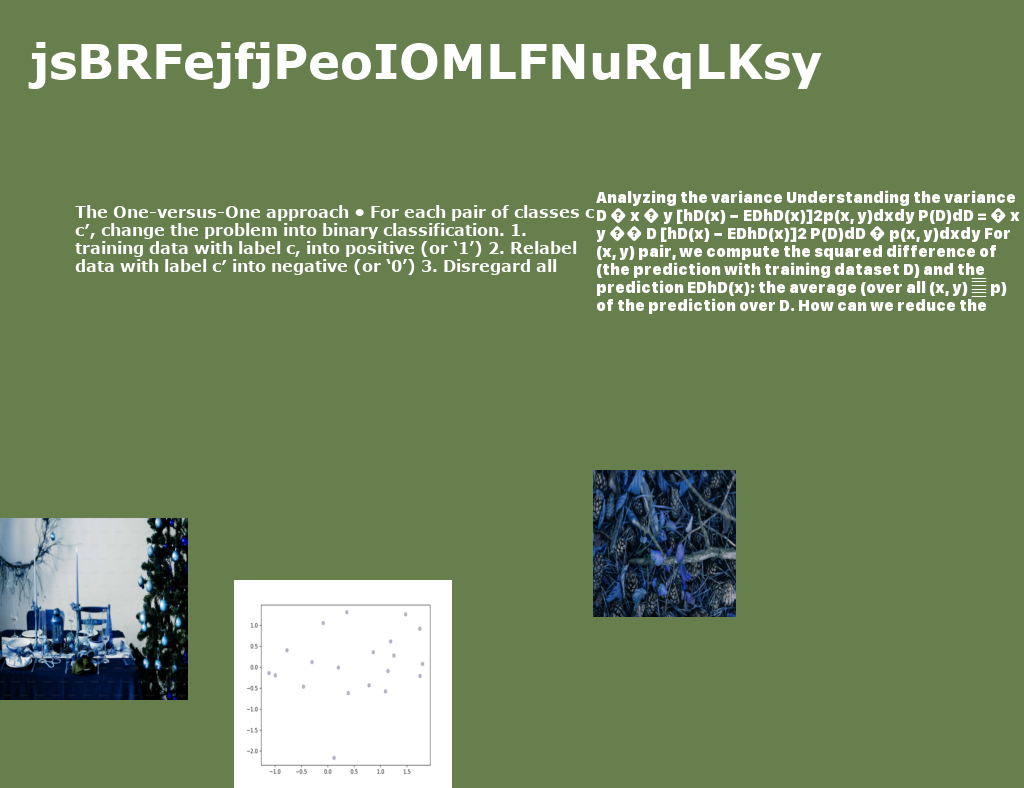 jsBRFejfjPeoIOMLFNuRqLKsy
The One-versus-One approach • For each pair of classes c
c’, change the problem into binary classification. 1.
training data with label c, into positive (or ‘1’) 2. Relabel
data with label c’ into negative (or ‘0’) 3. Disregard all
Analyzing the variance Understanding the variance
D � x � y [hD(x) − EDhD(x)]2p(x, y)dxdy P(D)dD = � x
y �� D [hD(x) − EDhD(x)]2 P(D)dD � p(x, y)dxdy For
(x, y) pair, we compute the squared difference of
(the prediction with training dataset D) and the
prediction EDhD(x): the average (over all (x, y) p)
of the prediction over D. How can we reduce the
1.0
0.5
0.0
−0.5
−1.0
−1.5
−2.0
−1.0 −0.5 0.0 0.5 1.0 1.5